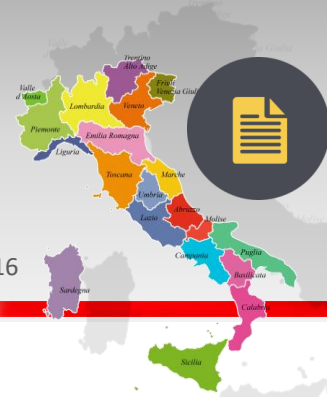 Trentino
Alto Adige
Friuli
Venezia Giul
Valle
d'Aosta
Lombardia
Veneto
Piemonte
Emilia Romagna
Liguria
Toscana
Marche
Umbria
Abruzzo
Lazio
Molise
Campania
Puglia
Basilicata
16
Sardegna
Calabria
Sicilia